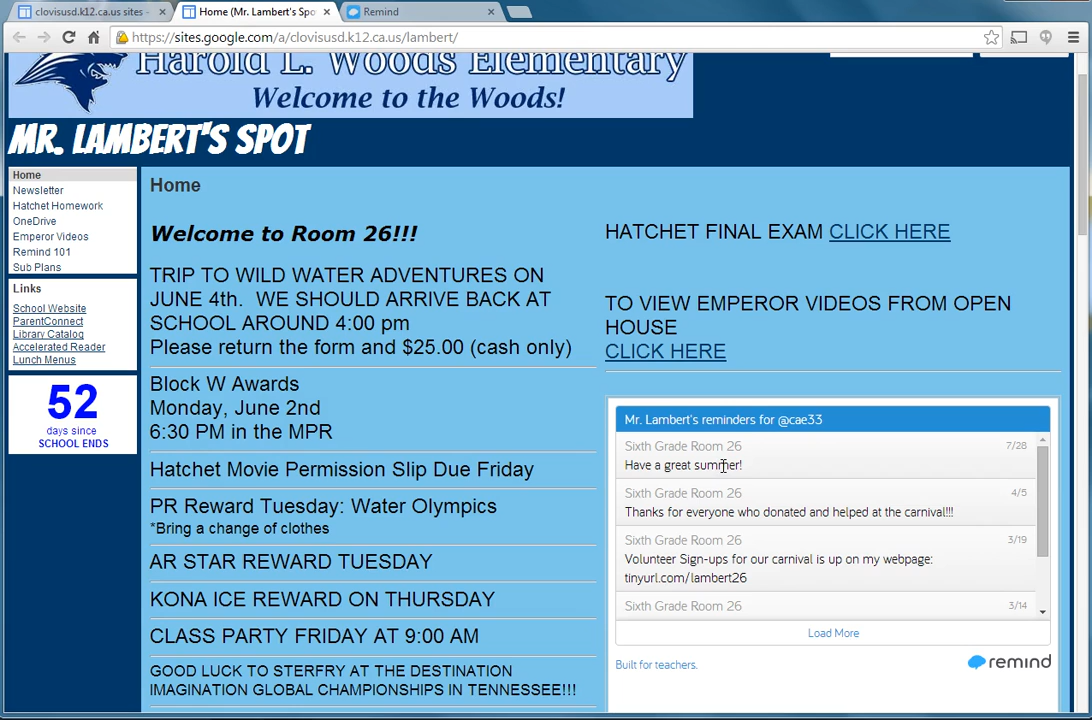 clovisusd.k12.ca.us sites -
Home (Mr. Lambert's Spo
Remind
https://sites.google.com/a/clovisusd.k12.ca.us/lambert/
Harold L. Woods Elementary
Welcome to the Woods!
MR. LAMBERT'S SPOT
Home
Newsletter
Hatchet Homework
OneDrive
Emperor Videos
Remind 101
Sub Plans
Links
School Website
ParentConnect
Library Catalog
Accelerated Reader
Lunch Menus
52
days since
SCHOOL ENDS
Home
Welcome to Room 26!!!
TRIP TO WILD WATER ADVENTURES ON
JUNE 4th.  WE SHOULD ARRIVE BACK AT
SCHOOL AROUND 4:00 pm
Please return the form and $25.00 (cash only)
Block W Awards
Monday, June 2nd
6:30 PM in the MPR
Hatchet Movie Permission Slip Due Friday
PR Reward Tuesday: Water Olympics
*Bring a change of clothes
AR STAR REWARD TUESDAY
KONA ICE REWARD ON THURSDAY
CLASS PARTY FRIDAY AT 9:00 AM
GOOD LUCK TO STERFRY AT THE DESTINATION
IMAGINATION GLOBAL CHAMPIONSHIPS IN TENNESSEE!!!
HATCHET FINAL EXAM CLICK HERE
TO VIEW EMPEROR VIDEOS FROM OPEN
HOUSE
CLICK HERE
Mr. Lambert's reminders for @cae33
Sixth Grade Room 26 7/28
Have a great summer!
Sixth Grade Room 26 4/5
Thanks for everyone who donated and helped at the carnival!!!
Sixth Grade Room 26 3/19
Volunteer Sign-ups for our carnival is up on my webpage:
tinyurl.com/lambert26
Sixth Grade Room 26 3/14
Load More
Built for teachers.
remind